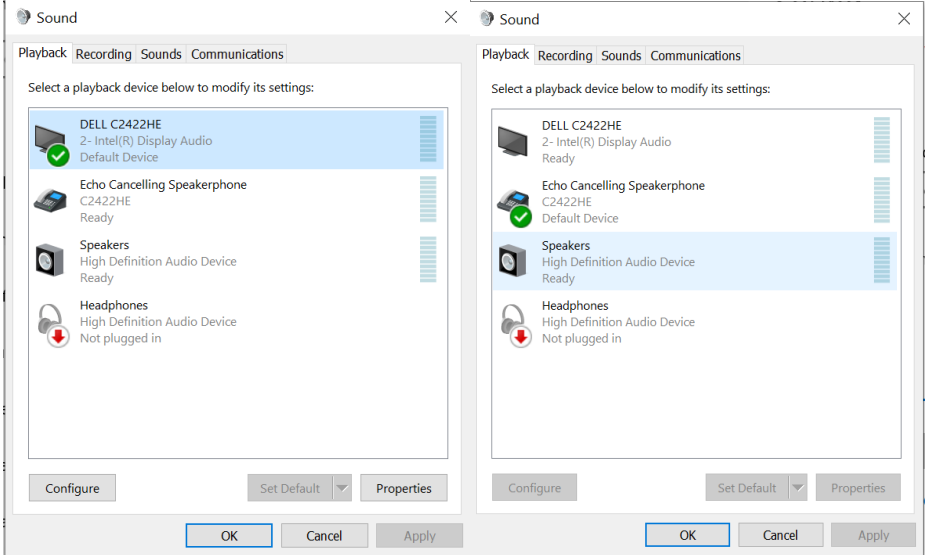 Sound
Playback Recording Sounds Communications
Select a playback device below to modify its settings:
DELL C2422HE
2- Intel(R) Display Audio
Default Device
Echo Cancelling Speakerphone
C2422HE
Ready
Speakers
High Definition Audio Device
Ready
Headphones
High Definition Audio Device
Not plugged in
Configure Set Default Properties
OK Cancel Apply
Sound
Playback Recording Sounds Communications
Select a playback device below to modify its settings:
DELL C2422HE
2- Intel(R) Display Audio
Ready
Echo Cancelling Speakerphone
C2422HE
Default Device
Speakers
High Definition Audio Device
Ready
Headphones
High Definition Audio Device
Not plugged in
Configure Set Default Properties
OK Cancel Apply